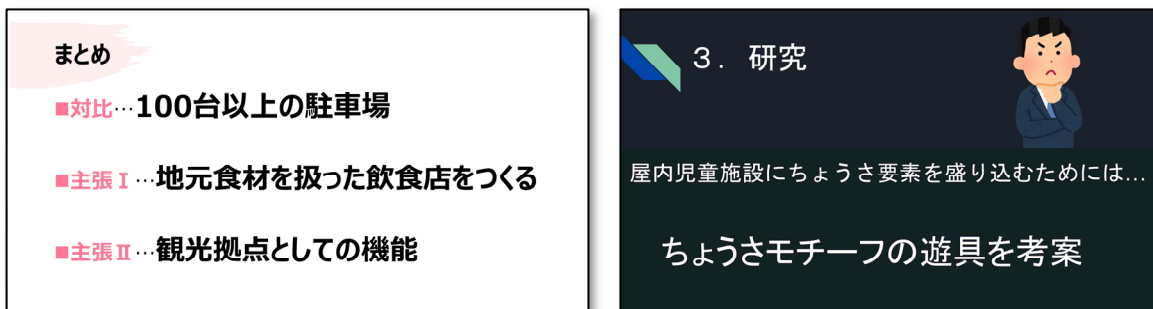 まとめ
■対比…100台以上の駐車場
■主張Ⅰ…地元食材を扱った飲食店をつくる
■主張Ⅱ…観光拠点としての機能
３．研究
屋内児童施設にちょうさ要素を盛り込むためには…
ちょうさモチーフの遊具を考案